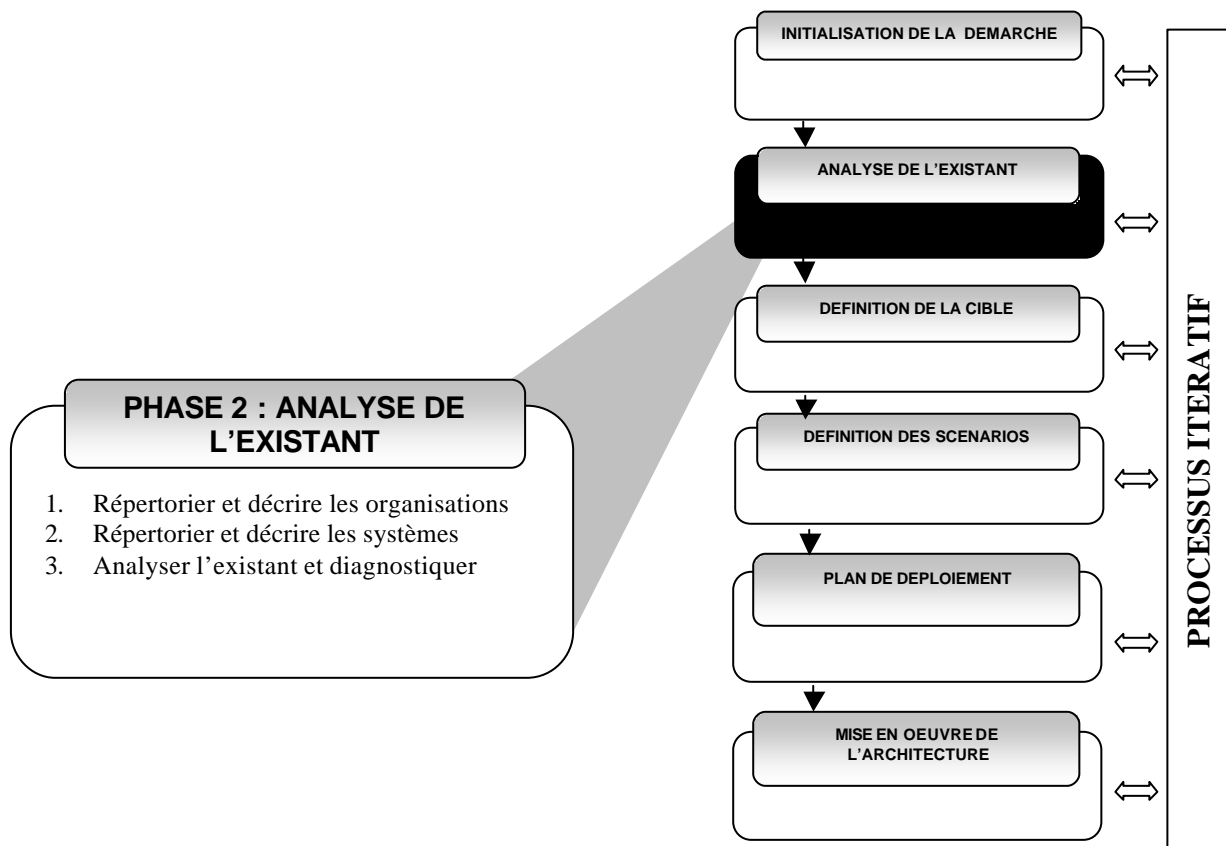 INITIALISATION DE LA DEMARCHE
ANALYSE DE L'EXISTANT
DEFINITION DE LA CIBLE
DEFINITION DES SCENARIOS
PLAN DE DEPLOIEMENT
MISE EN OEUVRE DE
L'ARCHITECTURE
PROCESSUS ITERATIF
PHASE 2 : ANALYSE DE
L'EXISTANT
1. Répertorier et décrire les organisations
2. Répertorier et décrire les systèmes
3. Analyser l'existant et diagnostiquer